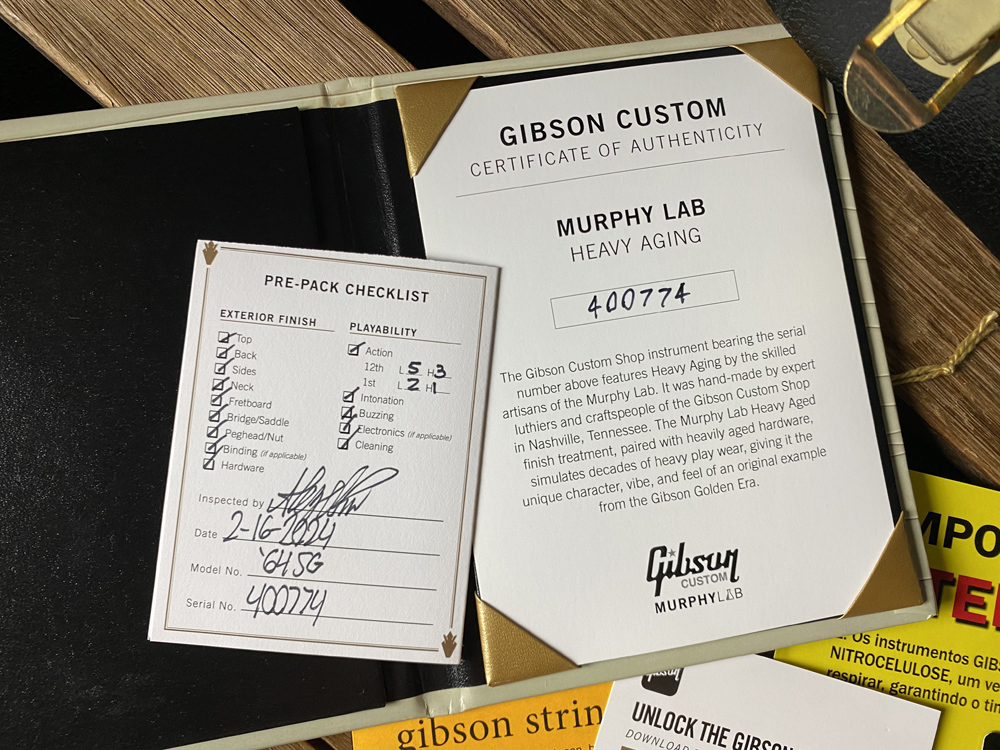 GIBSON CUSTOM
CERTIFICATE OF AUTHENTICITY
MURPHY LAB
HEAVY AGING
400774
The Gibson Custom Shop instrument bearing the serial
number above features Heavy Aging by the skilled
artisans of the Murphy Lab. It was hand-made by expert
luthiers and craftspeople of the Gibson Custom Shop
in Nashville, Tennessee. The Murphy Lab Heavy Aged
finish treatment, paired with heavily aged hardware,
simulates decades of heavy play wear, giving it the
unique character, vibe, and feel of an original example
from the Gibson Golden Era.
Gibson
CUSTOM
MURPHYLAB
PRE-PACK CHECKLIST
EXTERIOR FINISH
Top
Back
Sides
Neck
Fretboard
Bridge/Saddle
Peghead/Nut
Binding (if applicable)
Hardware
PLAYABILITY
Action
12th L 5 H 3
1st L 2 H 1
Intonation
Buzzing
Electronics (if applicable)
Cleaning
Inspected by
Date 2-16-2024
Model No. '64 SG
Serial No. 400774
gibson strin
Gibson
UNLOCK THE GIBSON
DOWNLOAD
MPO
TE
Os instrumentos GIBS
NITROCELULOSE, um ve
respirar, garantindo o tin